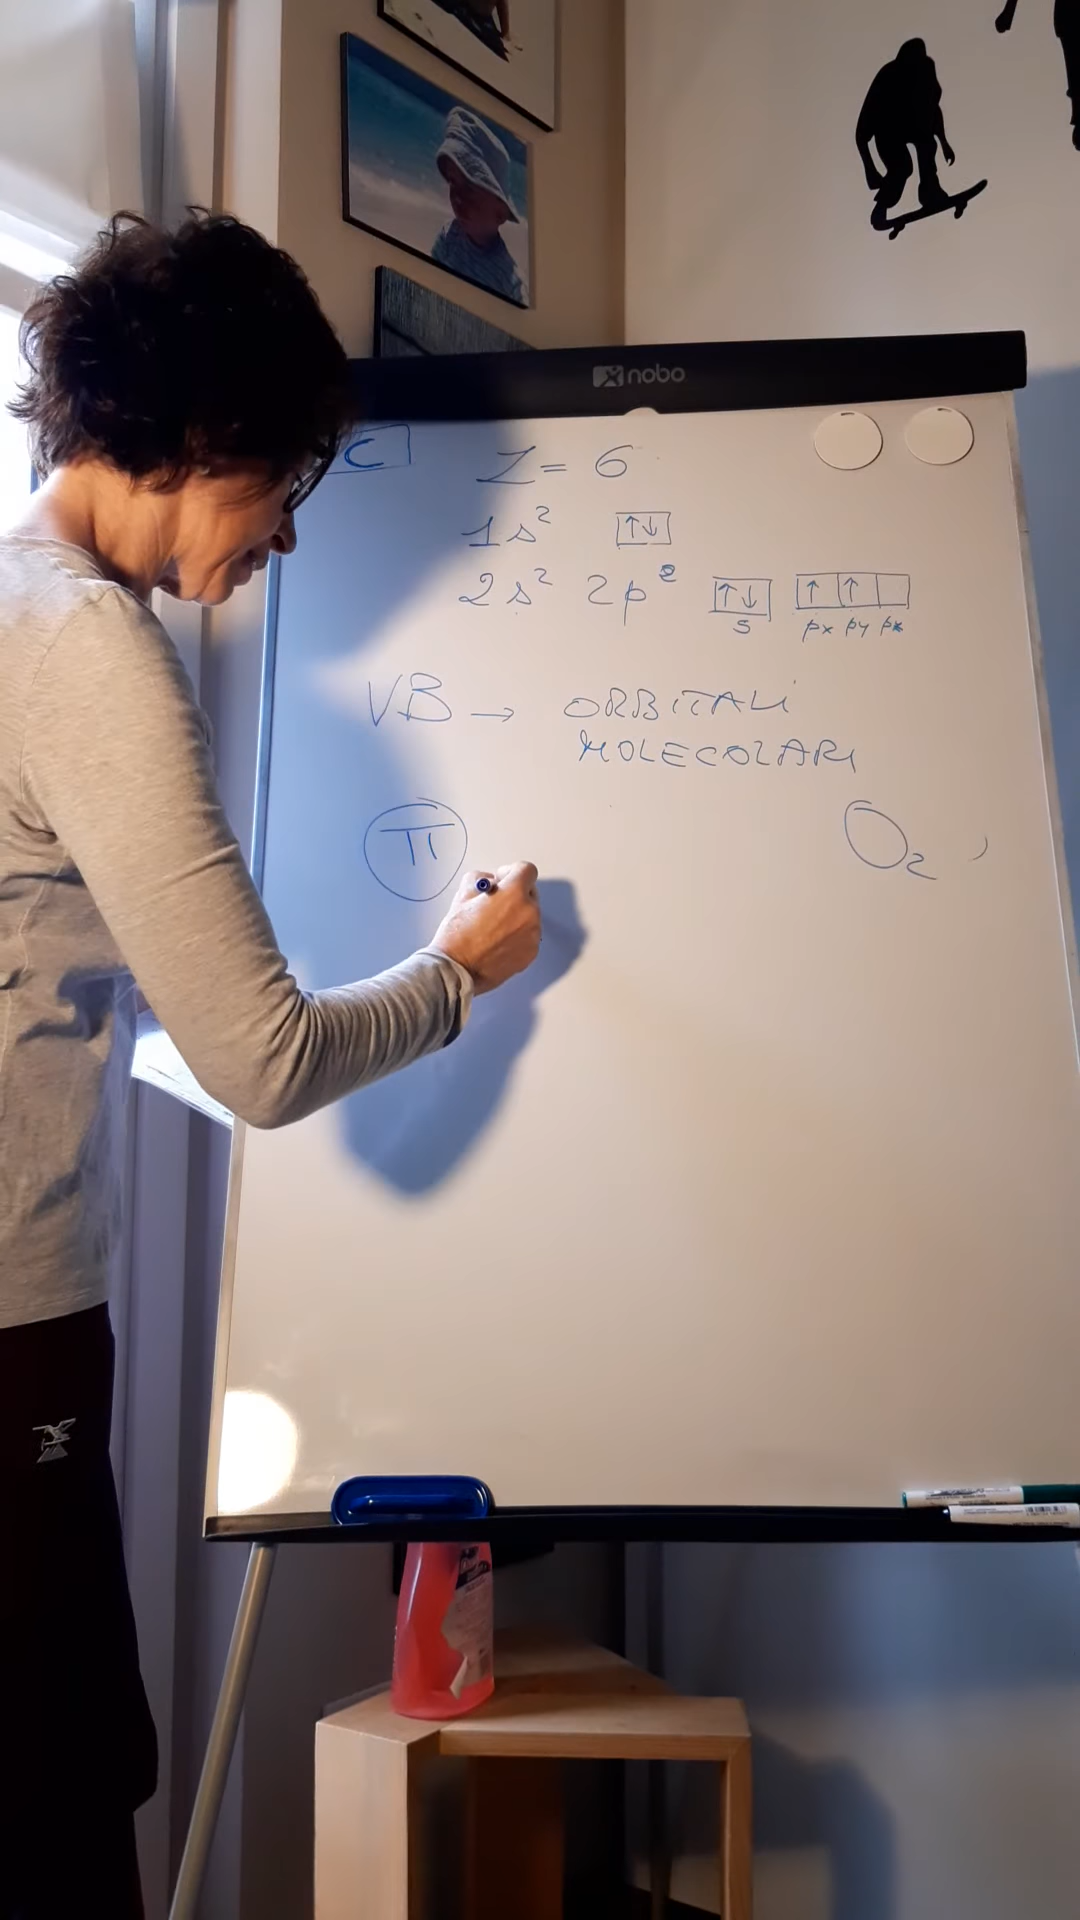 nobo
C Z = 6
1s² ↑↓
2s² 2p² ↑↓ ↑ ↑
s px py pz
VB → ORBITALI
MOLECOLARI
π O₂